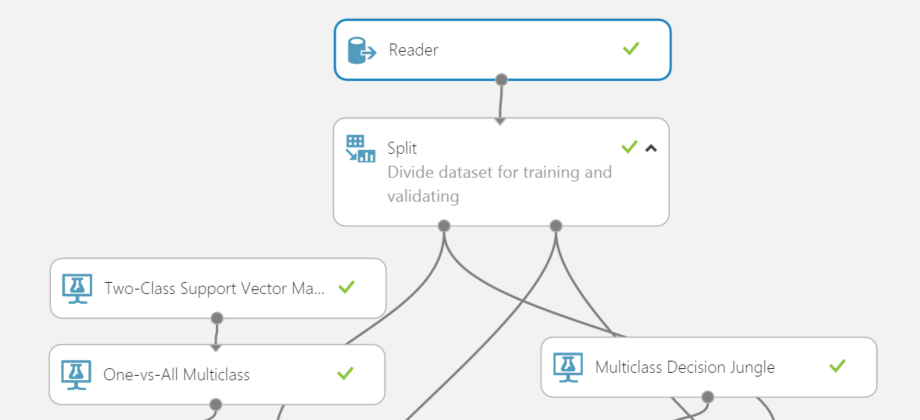 Reader
Split
Divide dataset for training and
validating
Two-Class Support Vector Ma...
One-vs-All Multiclass
Multiclass Decision Jungle